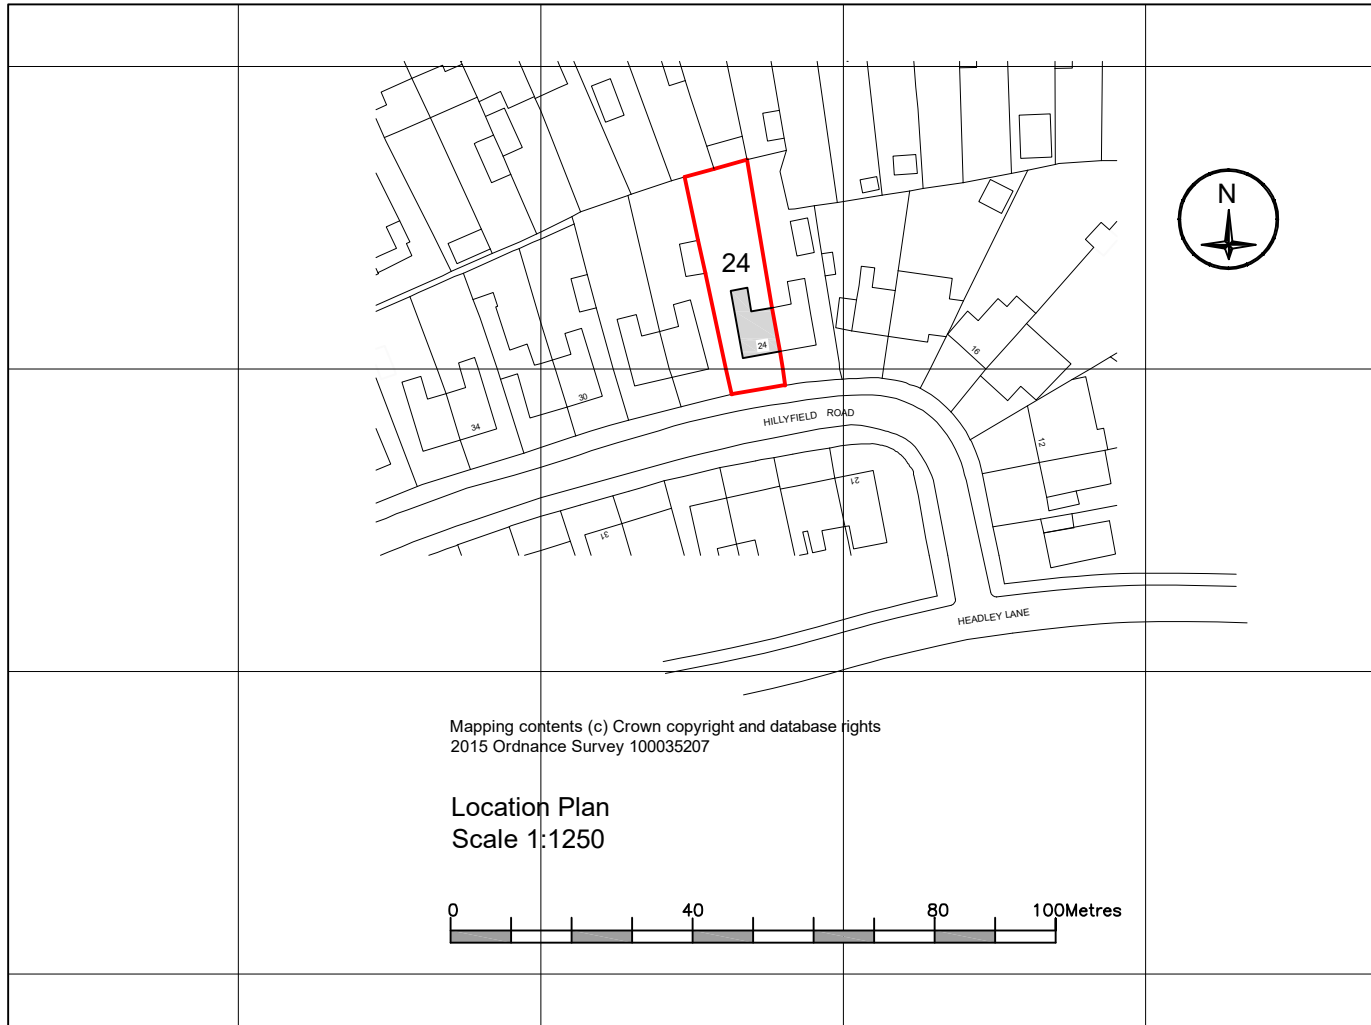 N
24
24
16
30
34
12
HILLYFIELD ROAD
21
31
HEADLEY LANE
Mapping contents (c) Crown copyright and database rights
2015 Ordnance Survey 100035207
Location Plan
Scale 1:1250
0 40 80 100Metres